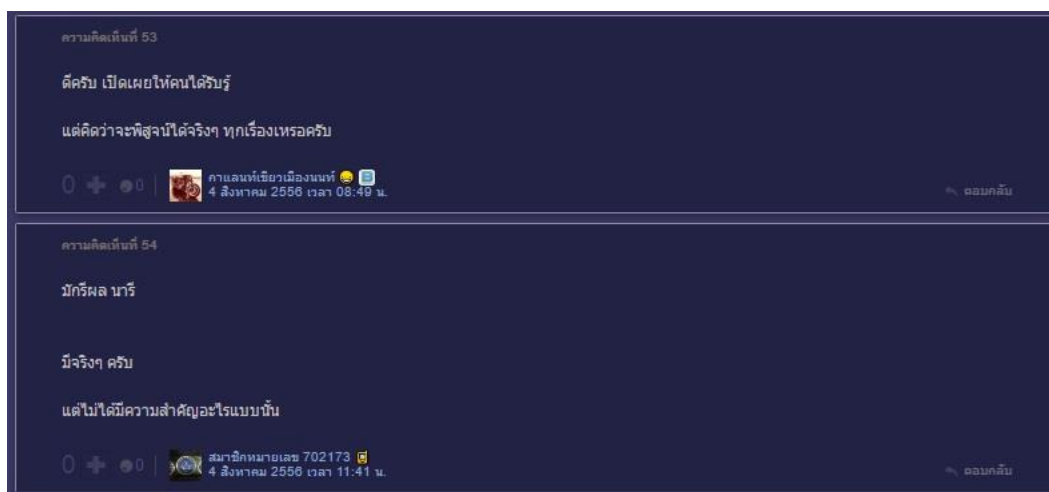 ความคิดเห็นที่ 53
ดีครับ เปิดเผยให้คนได้รับรู้
แต่คิดว่าจะพิสูจน์ได้จริงๆ ทุกเรื่องเหรอครับ
กาแลนท์เขียวเมืองนนท์
0 0
4 สิงหาคม 2556 เวลา 08:49 น.
ตอบกลับ
ความคิดเห็นที่ 54
มักรีผล นารี
มีจริงๆ ครับ
แต่ไม่ได้มีความสำคัญอะไรแบบนั้น
สมาชิกหมายเลข 702173
0 0
4 สิงหาคม 2556 เวลา 11:41 น.
ตอบกลับ